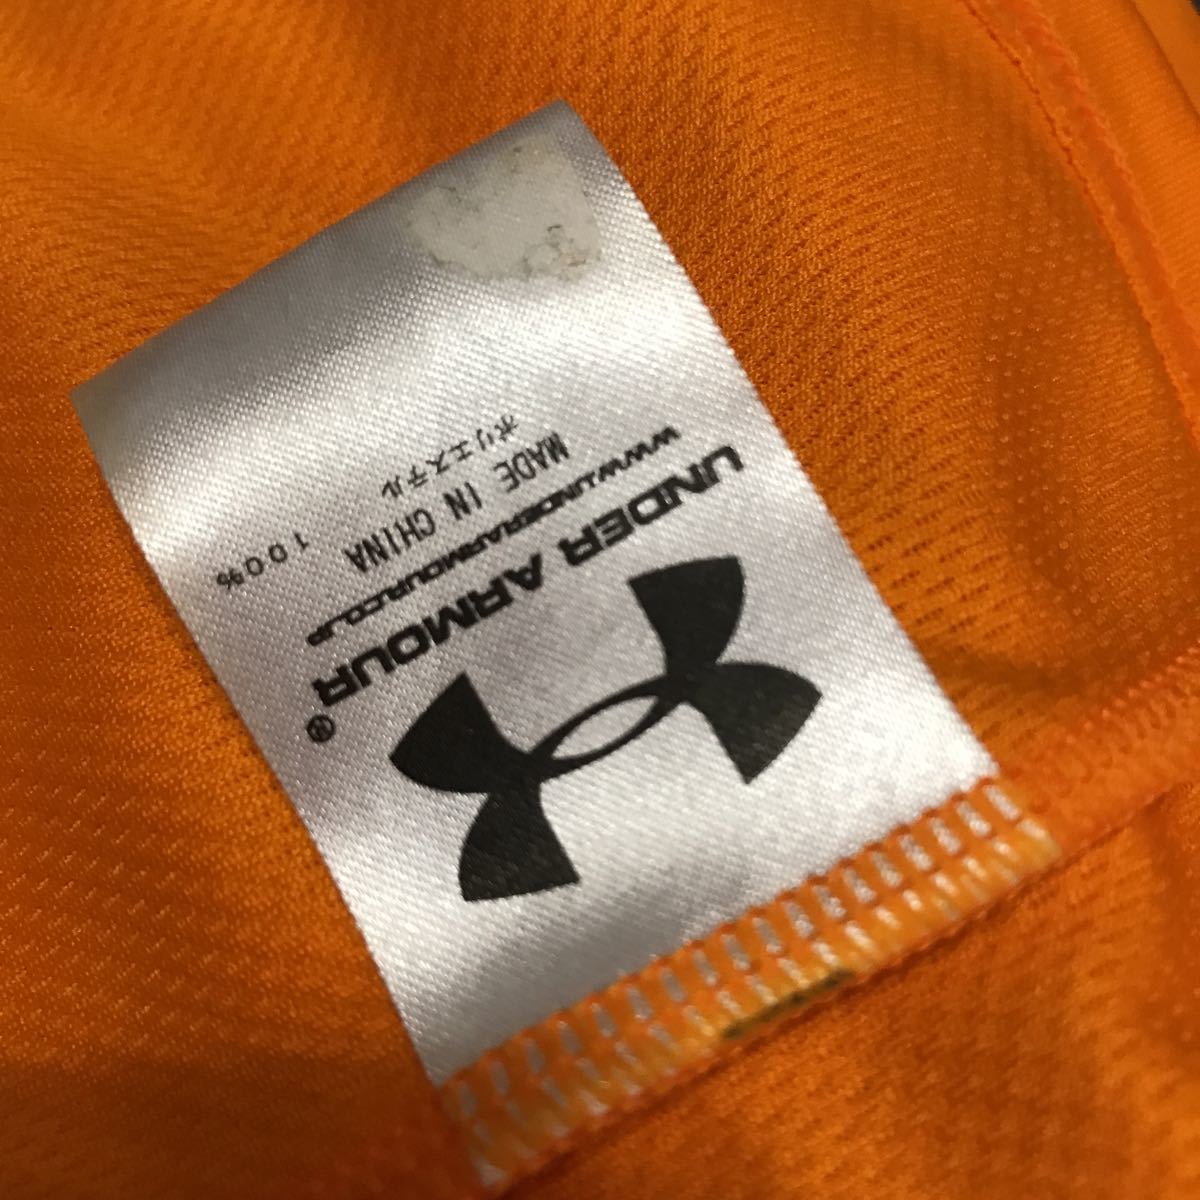 UNDER ARMOUR®
WWW.UNDERARMOUR.CO.JP
MADE IN CHINA
ポリエステル 100%